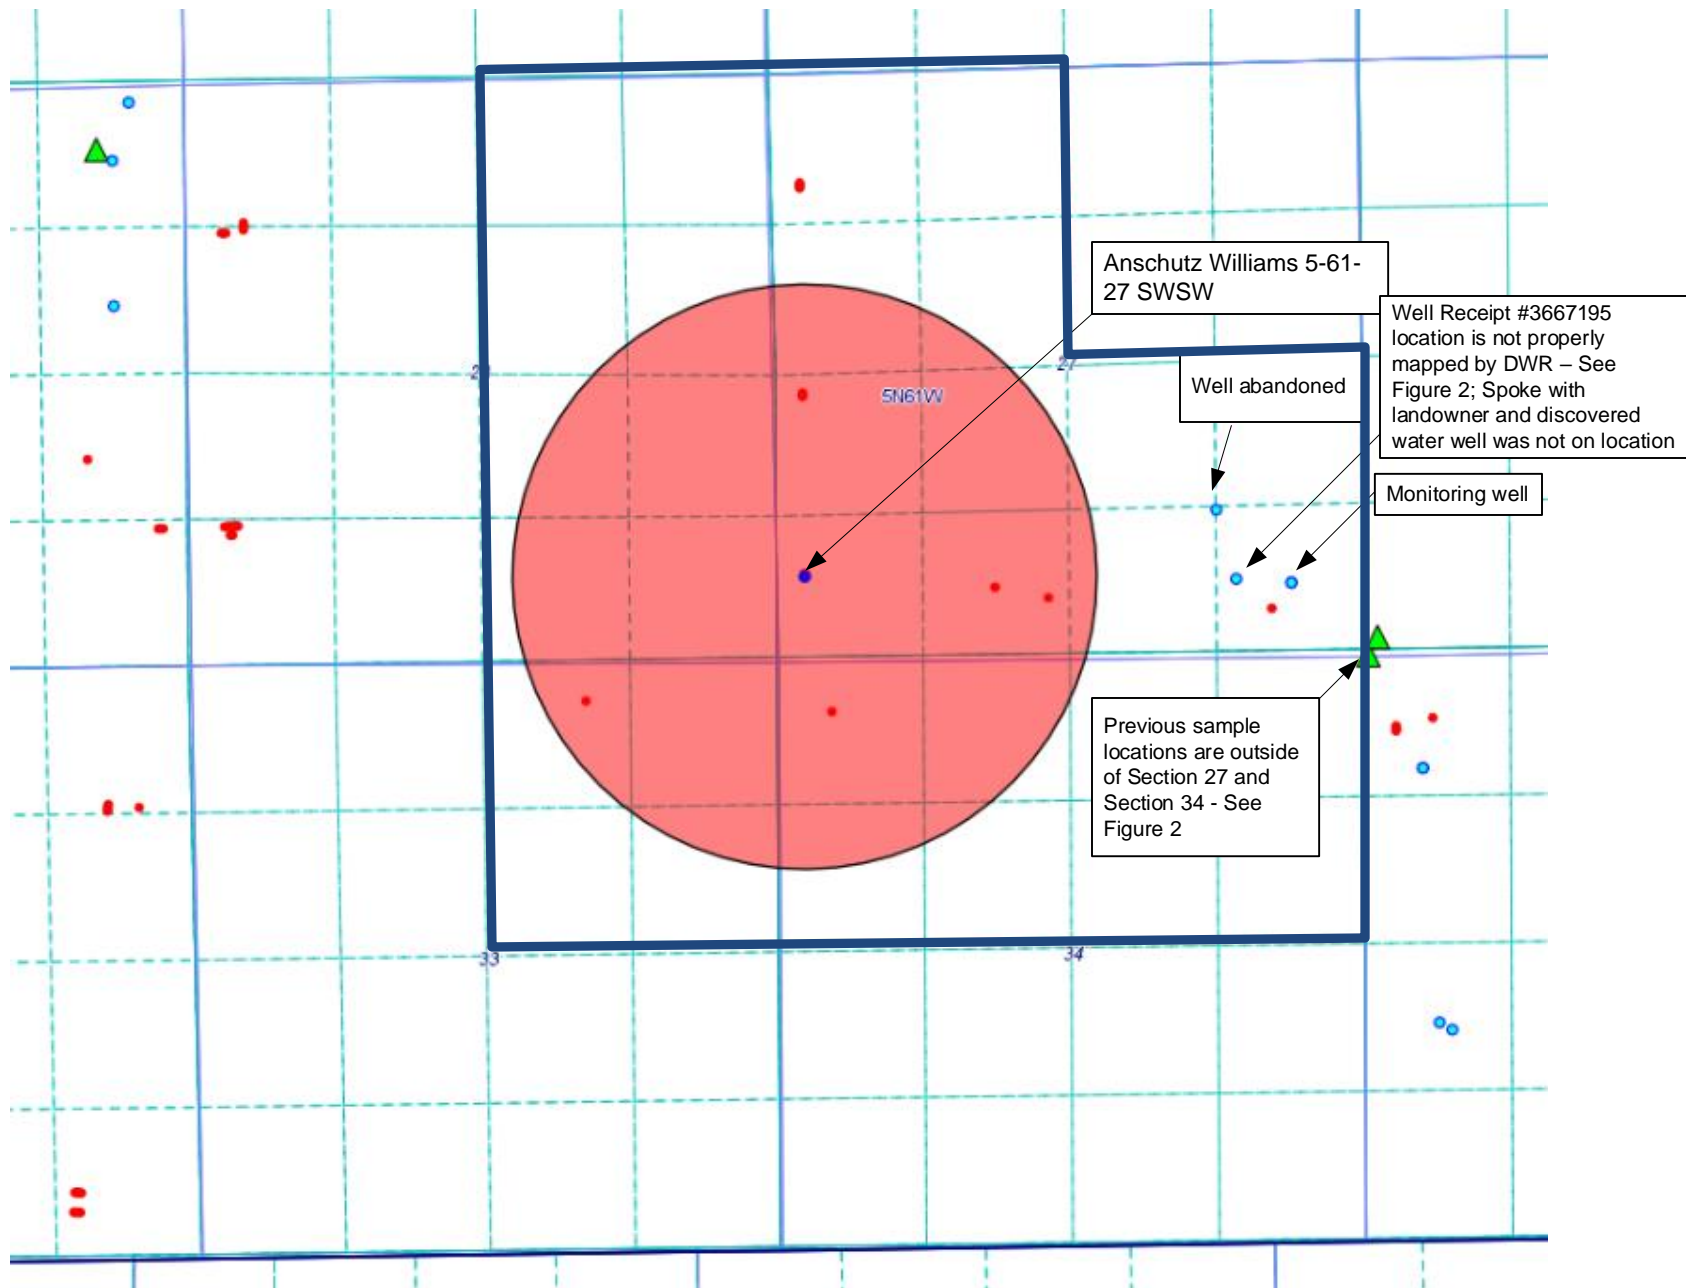 Anschutz Williams 5-61-
27 SWSW
Well Receipt #3667195
location is not properly
mapped by DWR – See
Figure 2; Spoke with
landowner and discovered
water well was not on location
27
Well abandoned
5N61W
Monitoring well
Previous sample
locations are outside
of Section 27 and
Section 34 - See
Figure 2
33
34